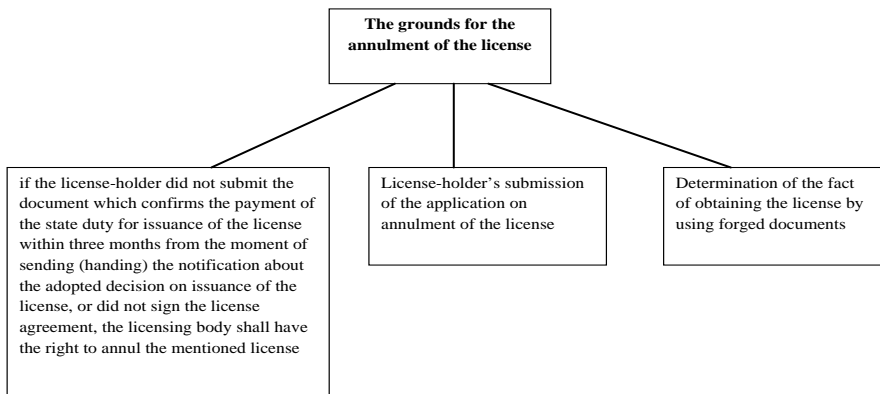 The grounds for the
annulment of the license
if the license-holder did not submit the
document which confirms the payment of
the state duty for issuance of the license
within three months from the moment of
sending (handing) the notification about
the adopted decision on issuance of the
license, or did not sign the license
agreement, the licensing body shall have
the right to annul the mentioned license
License-holder’s submission
of the application on
annulment of the license
Determination of the fact
of obtaining the license by
using forged documents